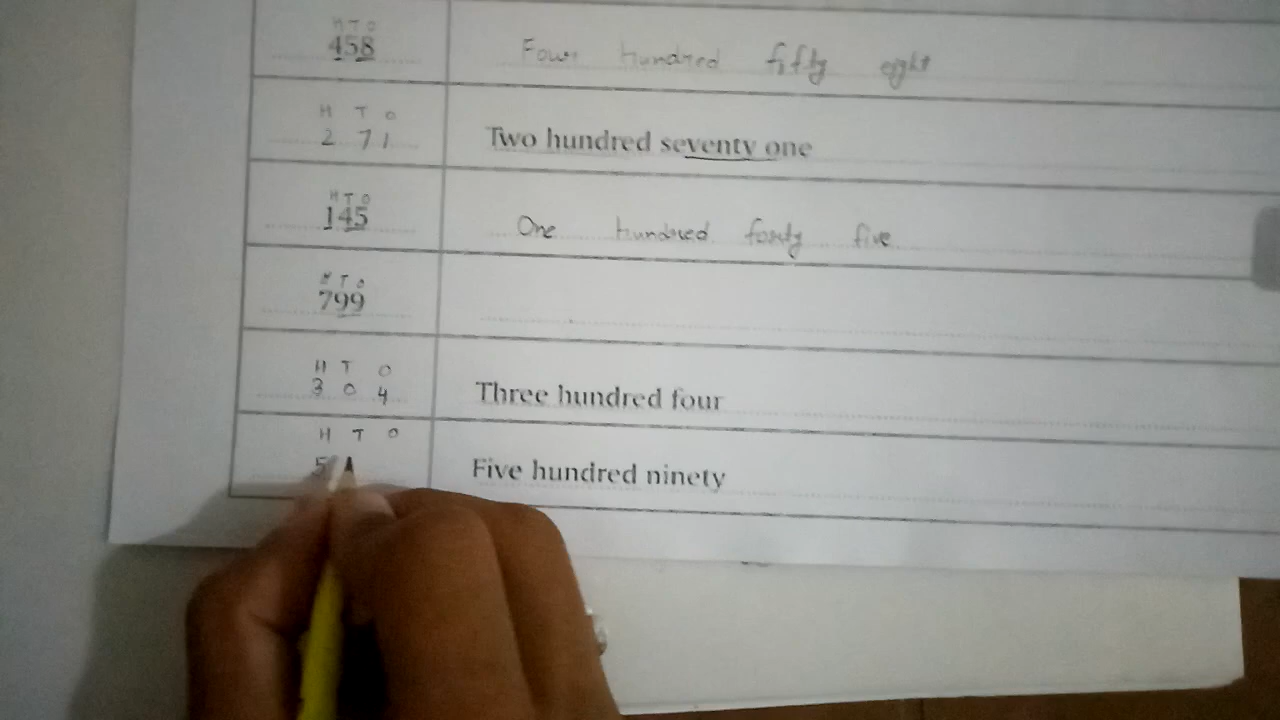 H T O
458 Four hundred fifty eight
H T O
2 7 1 Two hundred seventy one
H T O
145 One hundred forty five
H T O
799
H T O
3 0 4 Three hundred four
H T O
5 Five hundred ninety